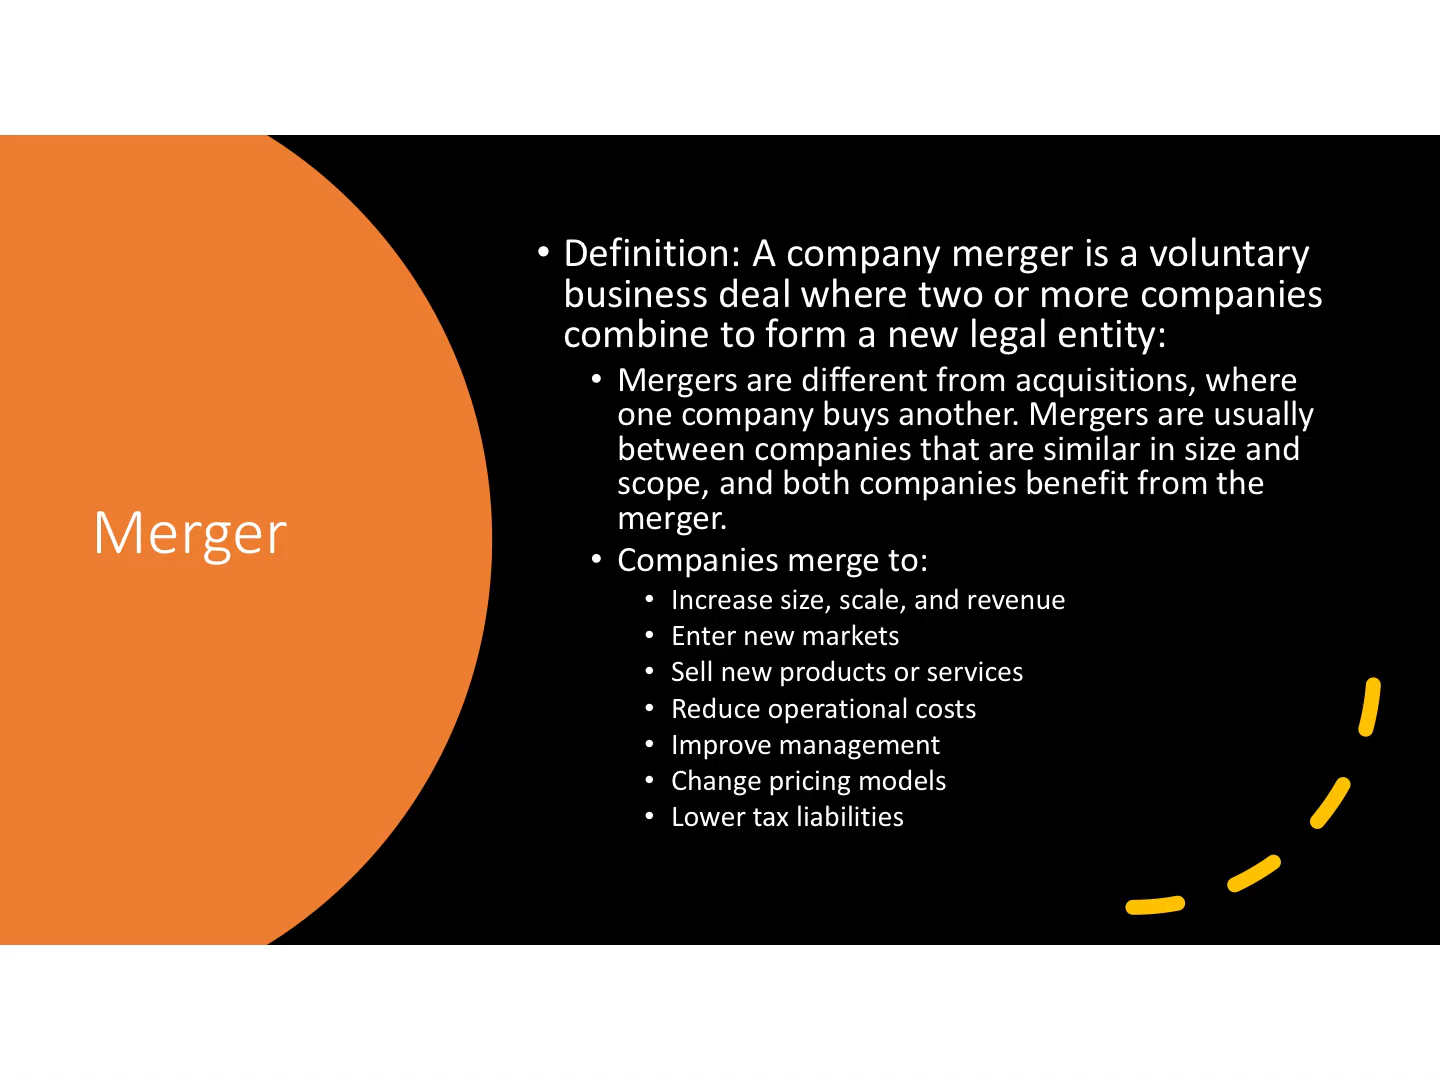 Merger
• Definition: A company merger is a voluntary
business deal where two or more companies
combine to form a new legal entity:
• Mergers are different from acquisitions, where
one company buys another. Mergers are usually
between companies that are similar in size and
scope, and both companies benefit from the
merger.
• Companies merge to:
• Increase size, scale, and revenue
• Enter new markets
• Sell new products or services
• Reduce operational costs
• Improve management
• Change pricing models
• Lower tax liabilities